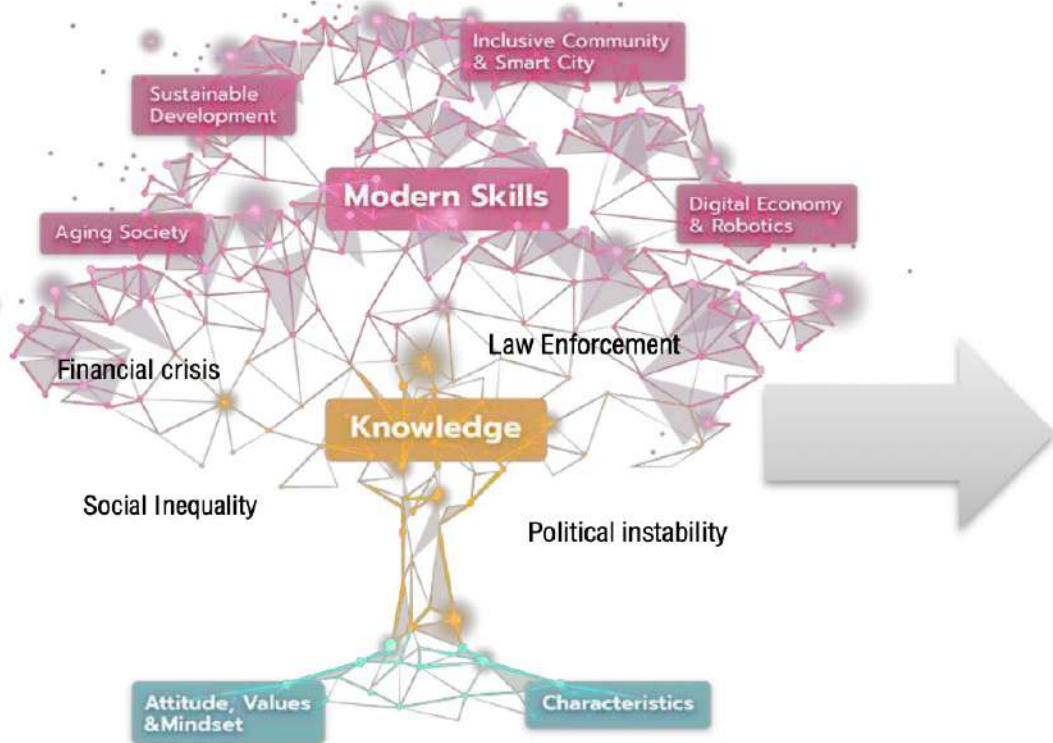 Inclusive Community
& Smart City
Sustainable
Development
Modern Skills
Digital Economy
& Robotics
Aging Society
Law Enforcement
Financial crisis
Knowledge
Social Inequality
Political instability
Attitude, Values
&Mindset
Characteristics